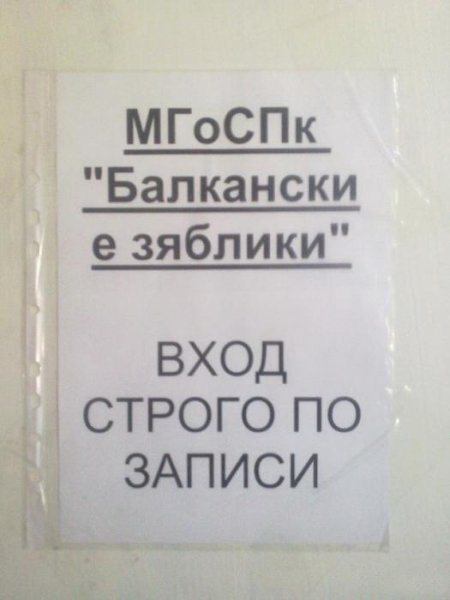 МГоСПк
"Балкански
е зяблики"
ВХОД
СТРОГО ПО
ЗАПИСИ